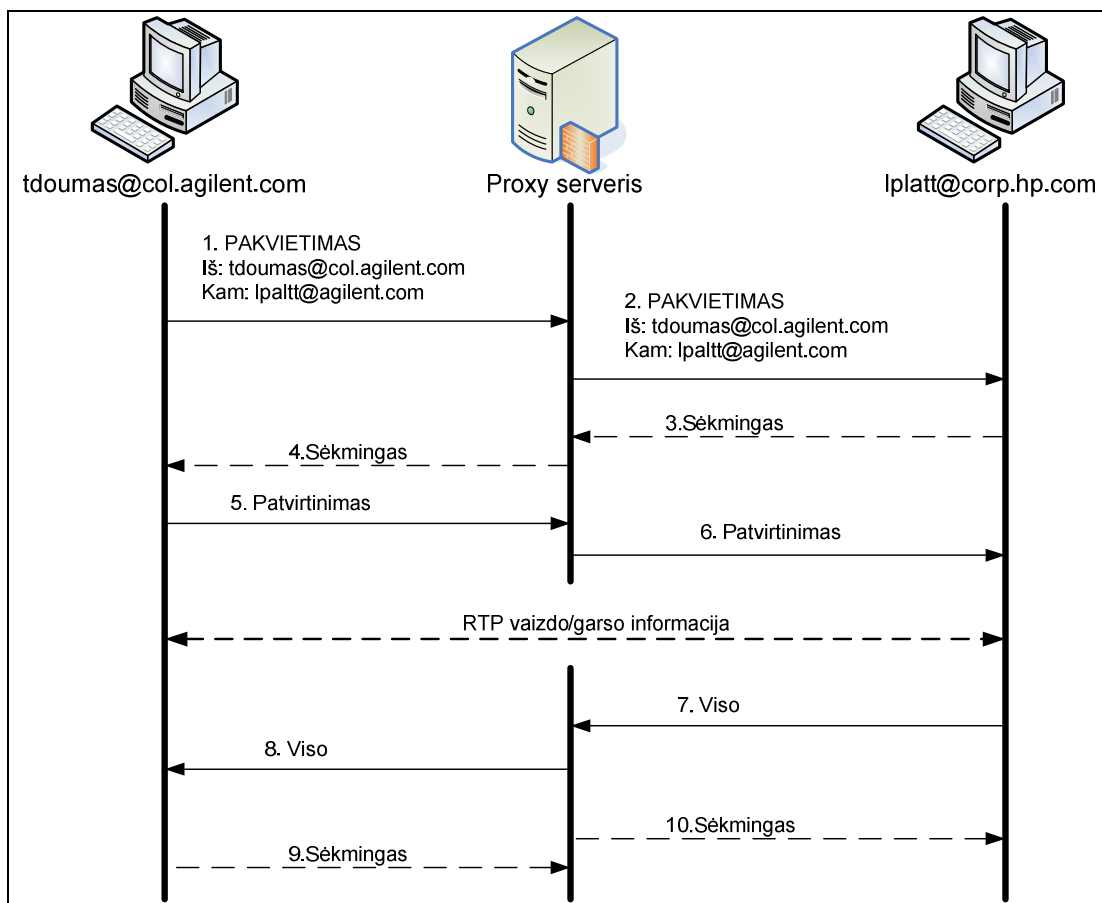 tdoumas@col.agilent.com
Proxy serveris
lplatt@corp.hp.com
1. PAKVIETIMAS
Iš: tdoumas@col.agilent.com
Kam: lpaltt@agilent.com
2. PAKVIETIMAS
Iš: tdoumas@col.agilent.com
Kam: lpaltt@agilent.com
3.Sėkmingas
4.Sėkmingas
5. Patvirtinimas
6. Patvirtinimas
RTP vaizdo/garso informacija
7. Viso
8. Viso
10.Sėkmingas
9.Sėkmingas